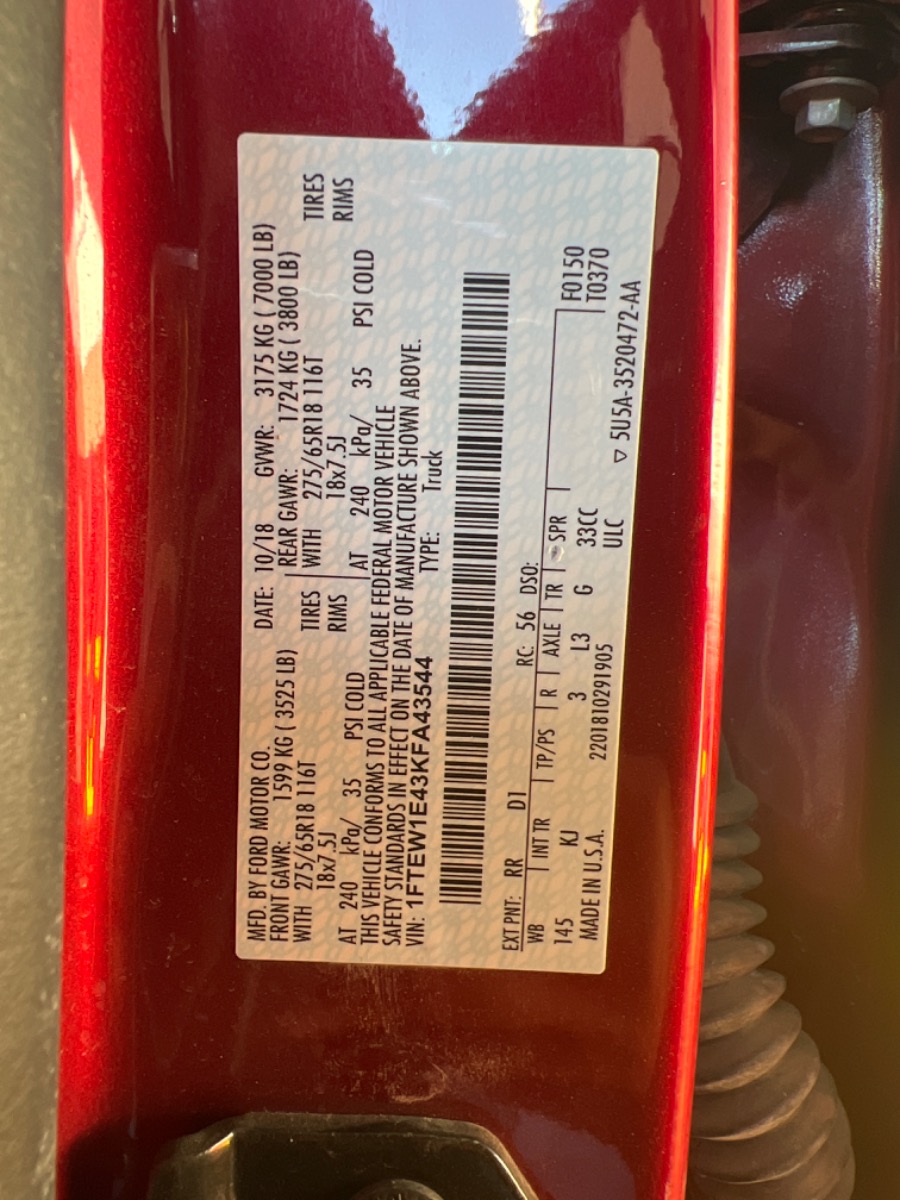 MFD. BY FORD MOTOR CO. DATE: 10/18 GVWR: 3175 KG ( 7000 LB)
FRONT GAWR: 1599 KG ( 3525 LB) REAR GAWR: 1724 KG ( 3800 LB)
WITH 275/65R18 116T TIRES WITH 275/65R18 116T TIRES
18x7.5J RIMS 18x7.5J RIMS
AT 240 kPa/ 35 PSI COLD AT 240 kPa/ 35 PSI COLD
THIS VEHICLE CONFORMS TO ALL APPLICABLE FEDERAL MOTOR VEHICLE
SAFETY STANDARDS IN EFFECT ON THE DATE OF MANUFACTURE SHOWN ABOVE.
VIN: 1FTEW1E43KFA43544 TYPE: Truck
EXT PNT: RR D1 RC: 56 DSO:
WB INT TR TP/PS R AXLE TR SPR F0150
145 KJ 3 L3 G 33CC T0370
MADE IN U.S.A. 2201810291905 ULC ▽ 5U5A-3520472-AA